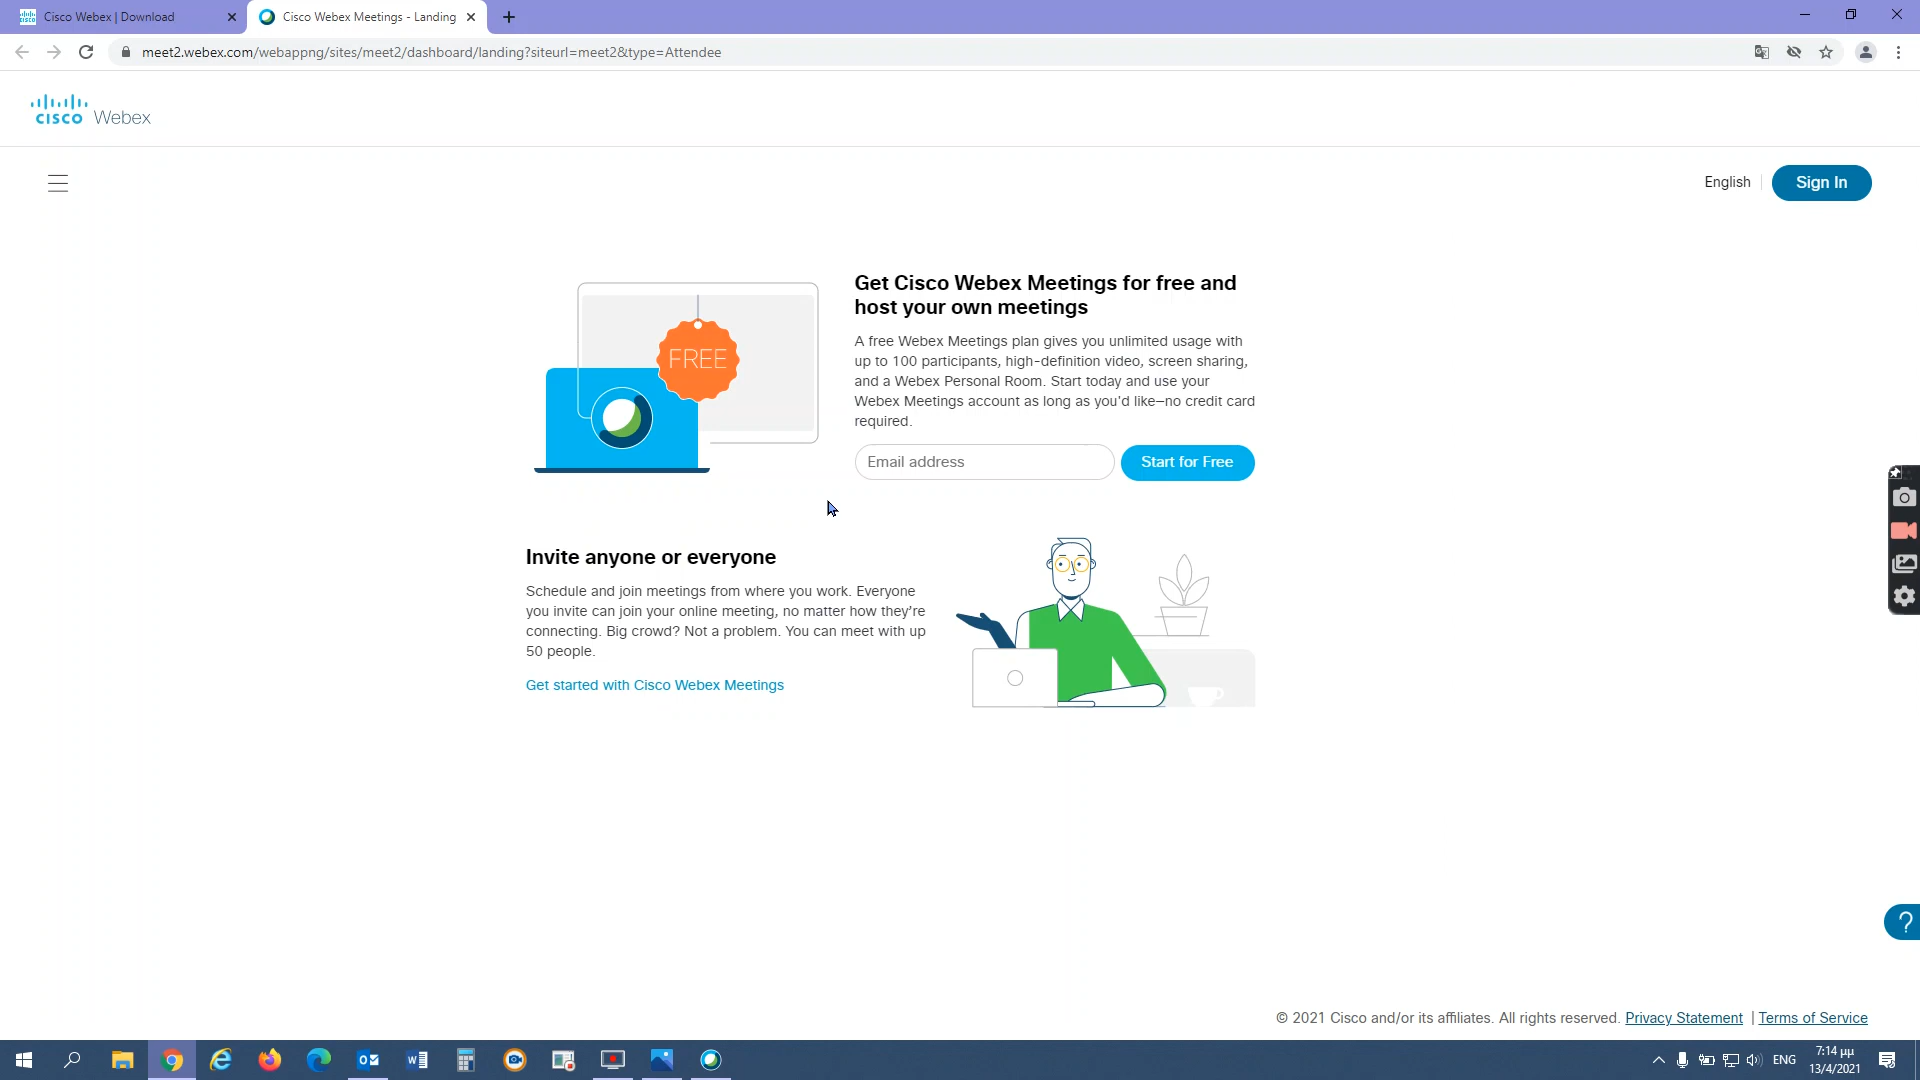 Cisco Webex | Download
Cisco Webex Meetings - Landing
meet2.webex.com/webappng/sites/meet2/dashboard/landing?siteurl=meet2&type=Attendee
CISCO Webex
English
Sign In
FREE
Get Cisco Webex Meetings for free and
host your own meetings
A free Webex Meetings plan gives you unlimited usage with
up to 100 participants, high-definition video, screen sharing,
and a Webex Personal Room. Start today and use your
Webex Meetings account as long as you'd like—no credit card
required.
Email address
Start for Free
Invite anyone or everyone
Schedule and join meetings from where you work. Everyone
you invite can join your online meeting, no matter how they're
connecting. Big crowd? Not a problem. You can meet with up
50 people.
Get started with Cisco Webex Meetings
?
© 2021 Cisco and/or its affiliates. All rights reserved. Privacy Statement | Terms of Service
ENG
7:14 μμ
13/4/2021